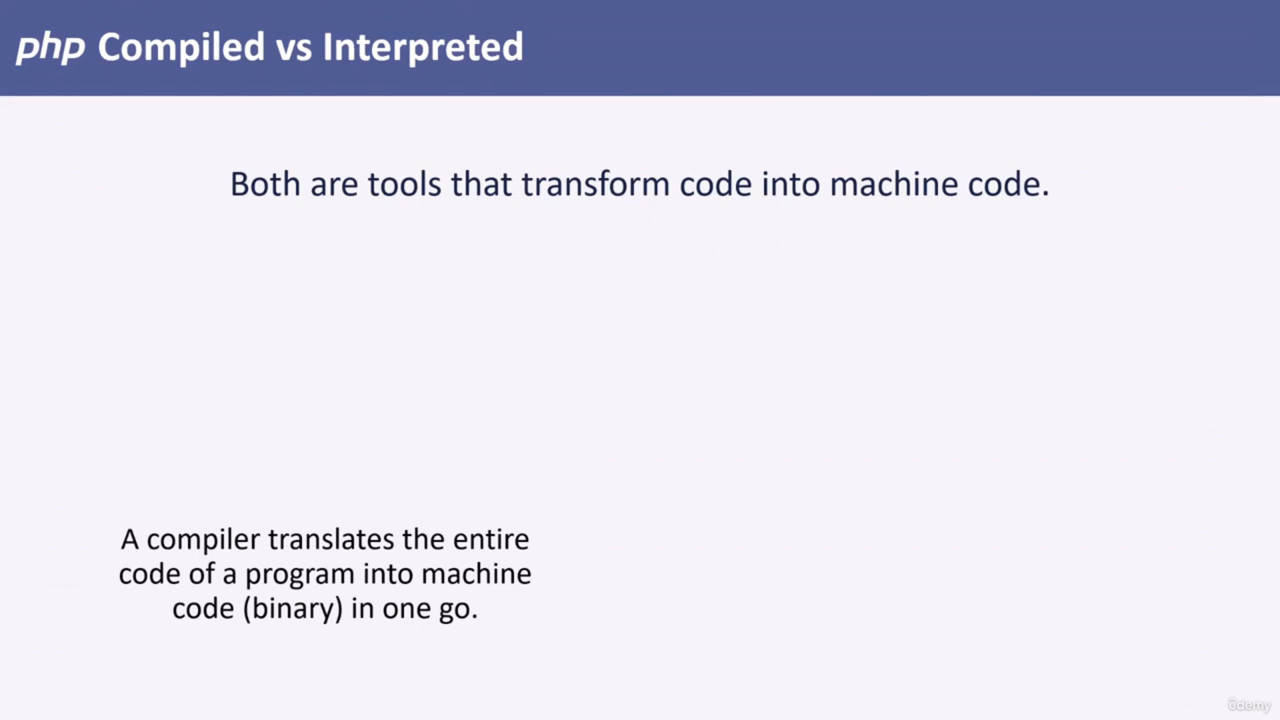 php Compiled vs Interpreted
Both are tools that transform code into machine code.
A compiler translates the entire
code of a program into machine
code (binary) in one go.
ûdemy